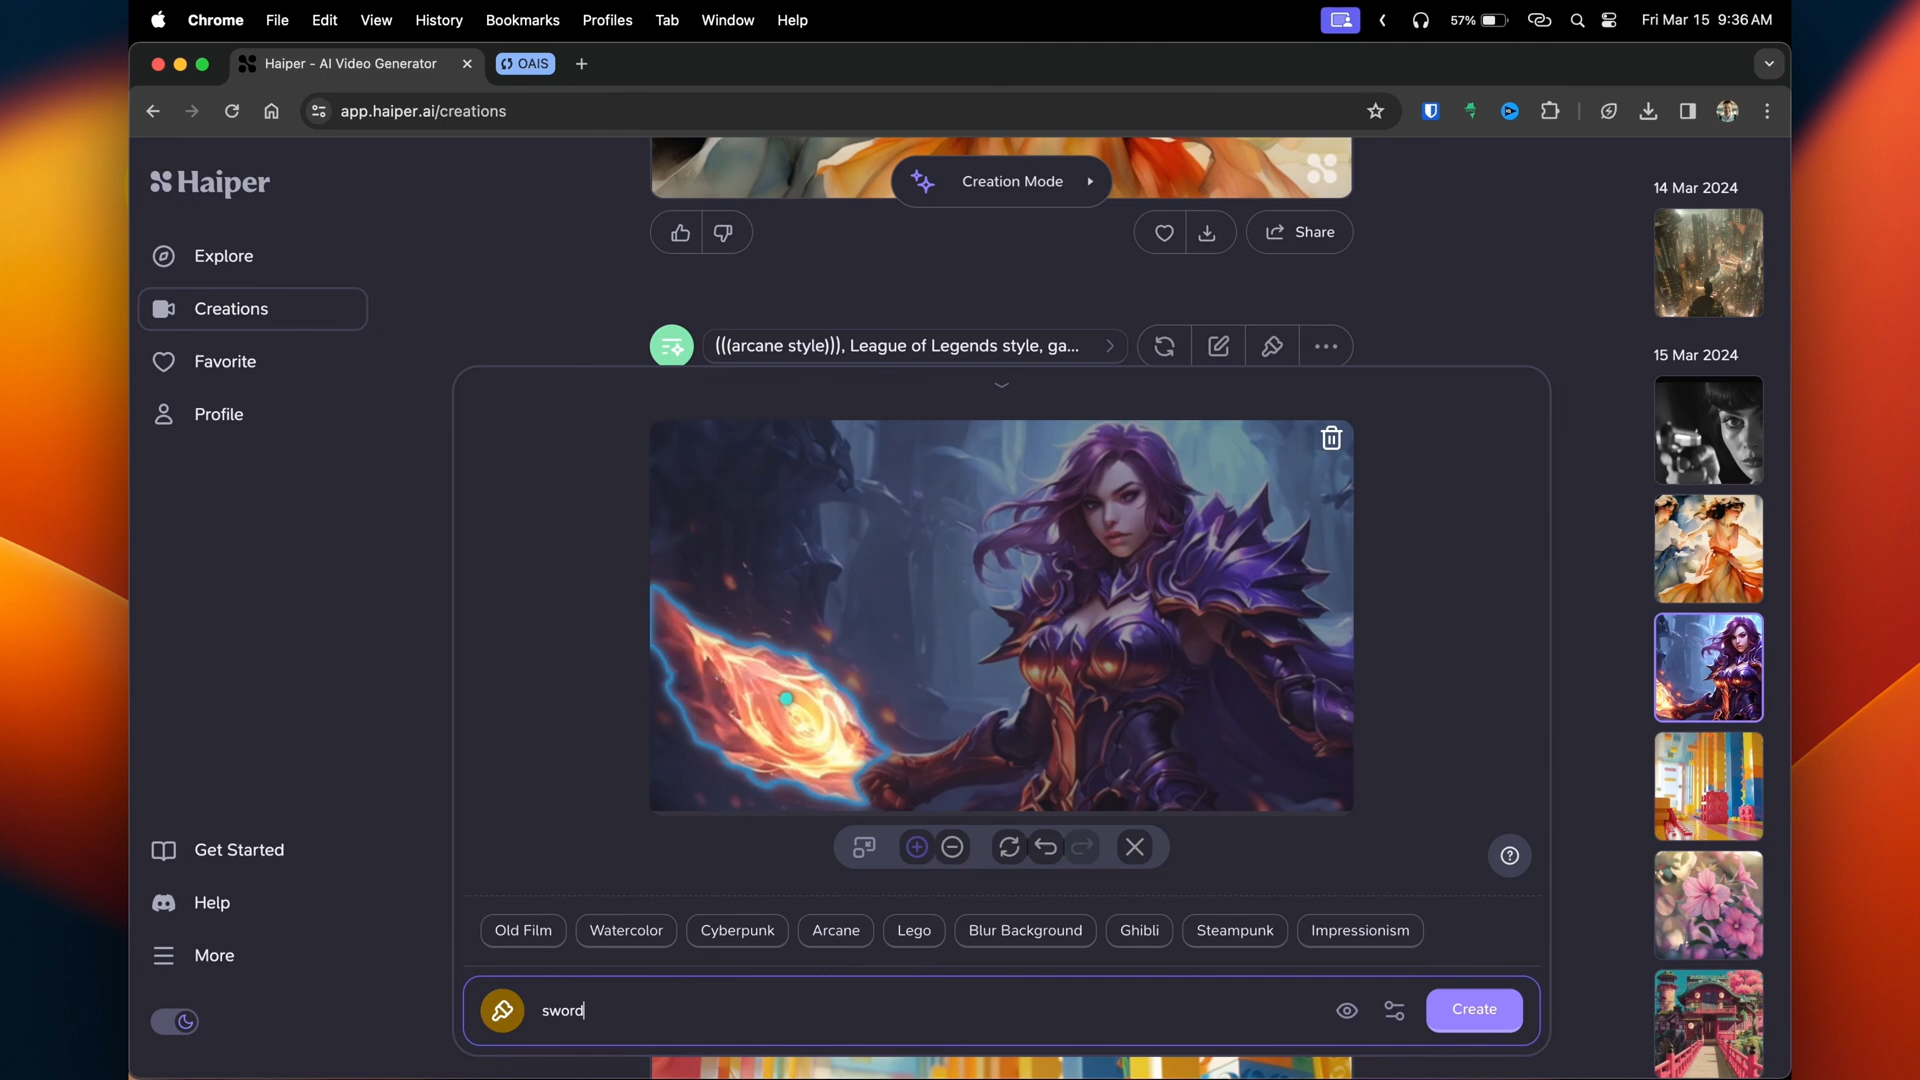 Chrome File Edit View History Bookmarks Profiles Tab Window Help 57% Fri Mar 15 9:36 AM
Haiper - AI Video Generator OAIS
app.haiper.ai/creations
Haiper
Creation Mode
14 Mar 2024
Share
Explore
Creations
(((arcane style))), League of Legends style, ga...
15 Mar 2024
Favorite
Profile
Get Started
Help
Old Film Watercolor Cyberpunk Arcane Lego Blur Background Ghibli Steampunk Impressionism
More
sword
Create